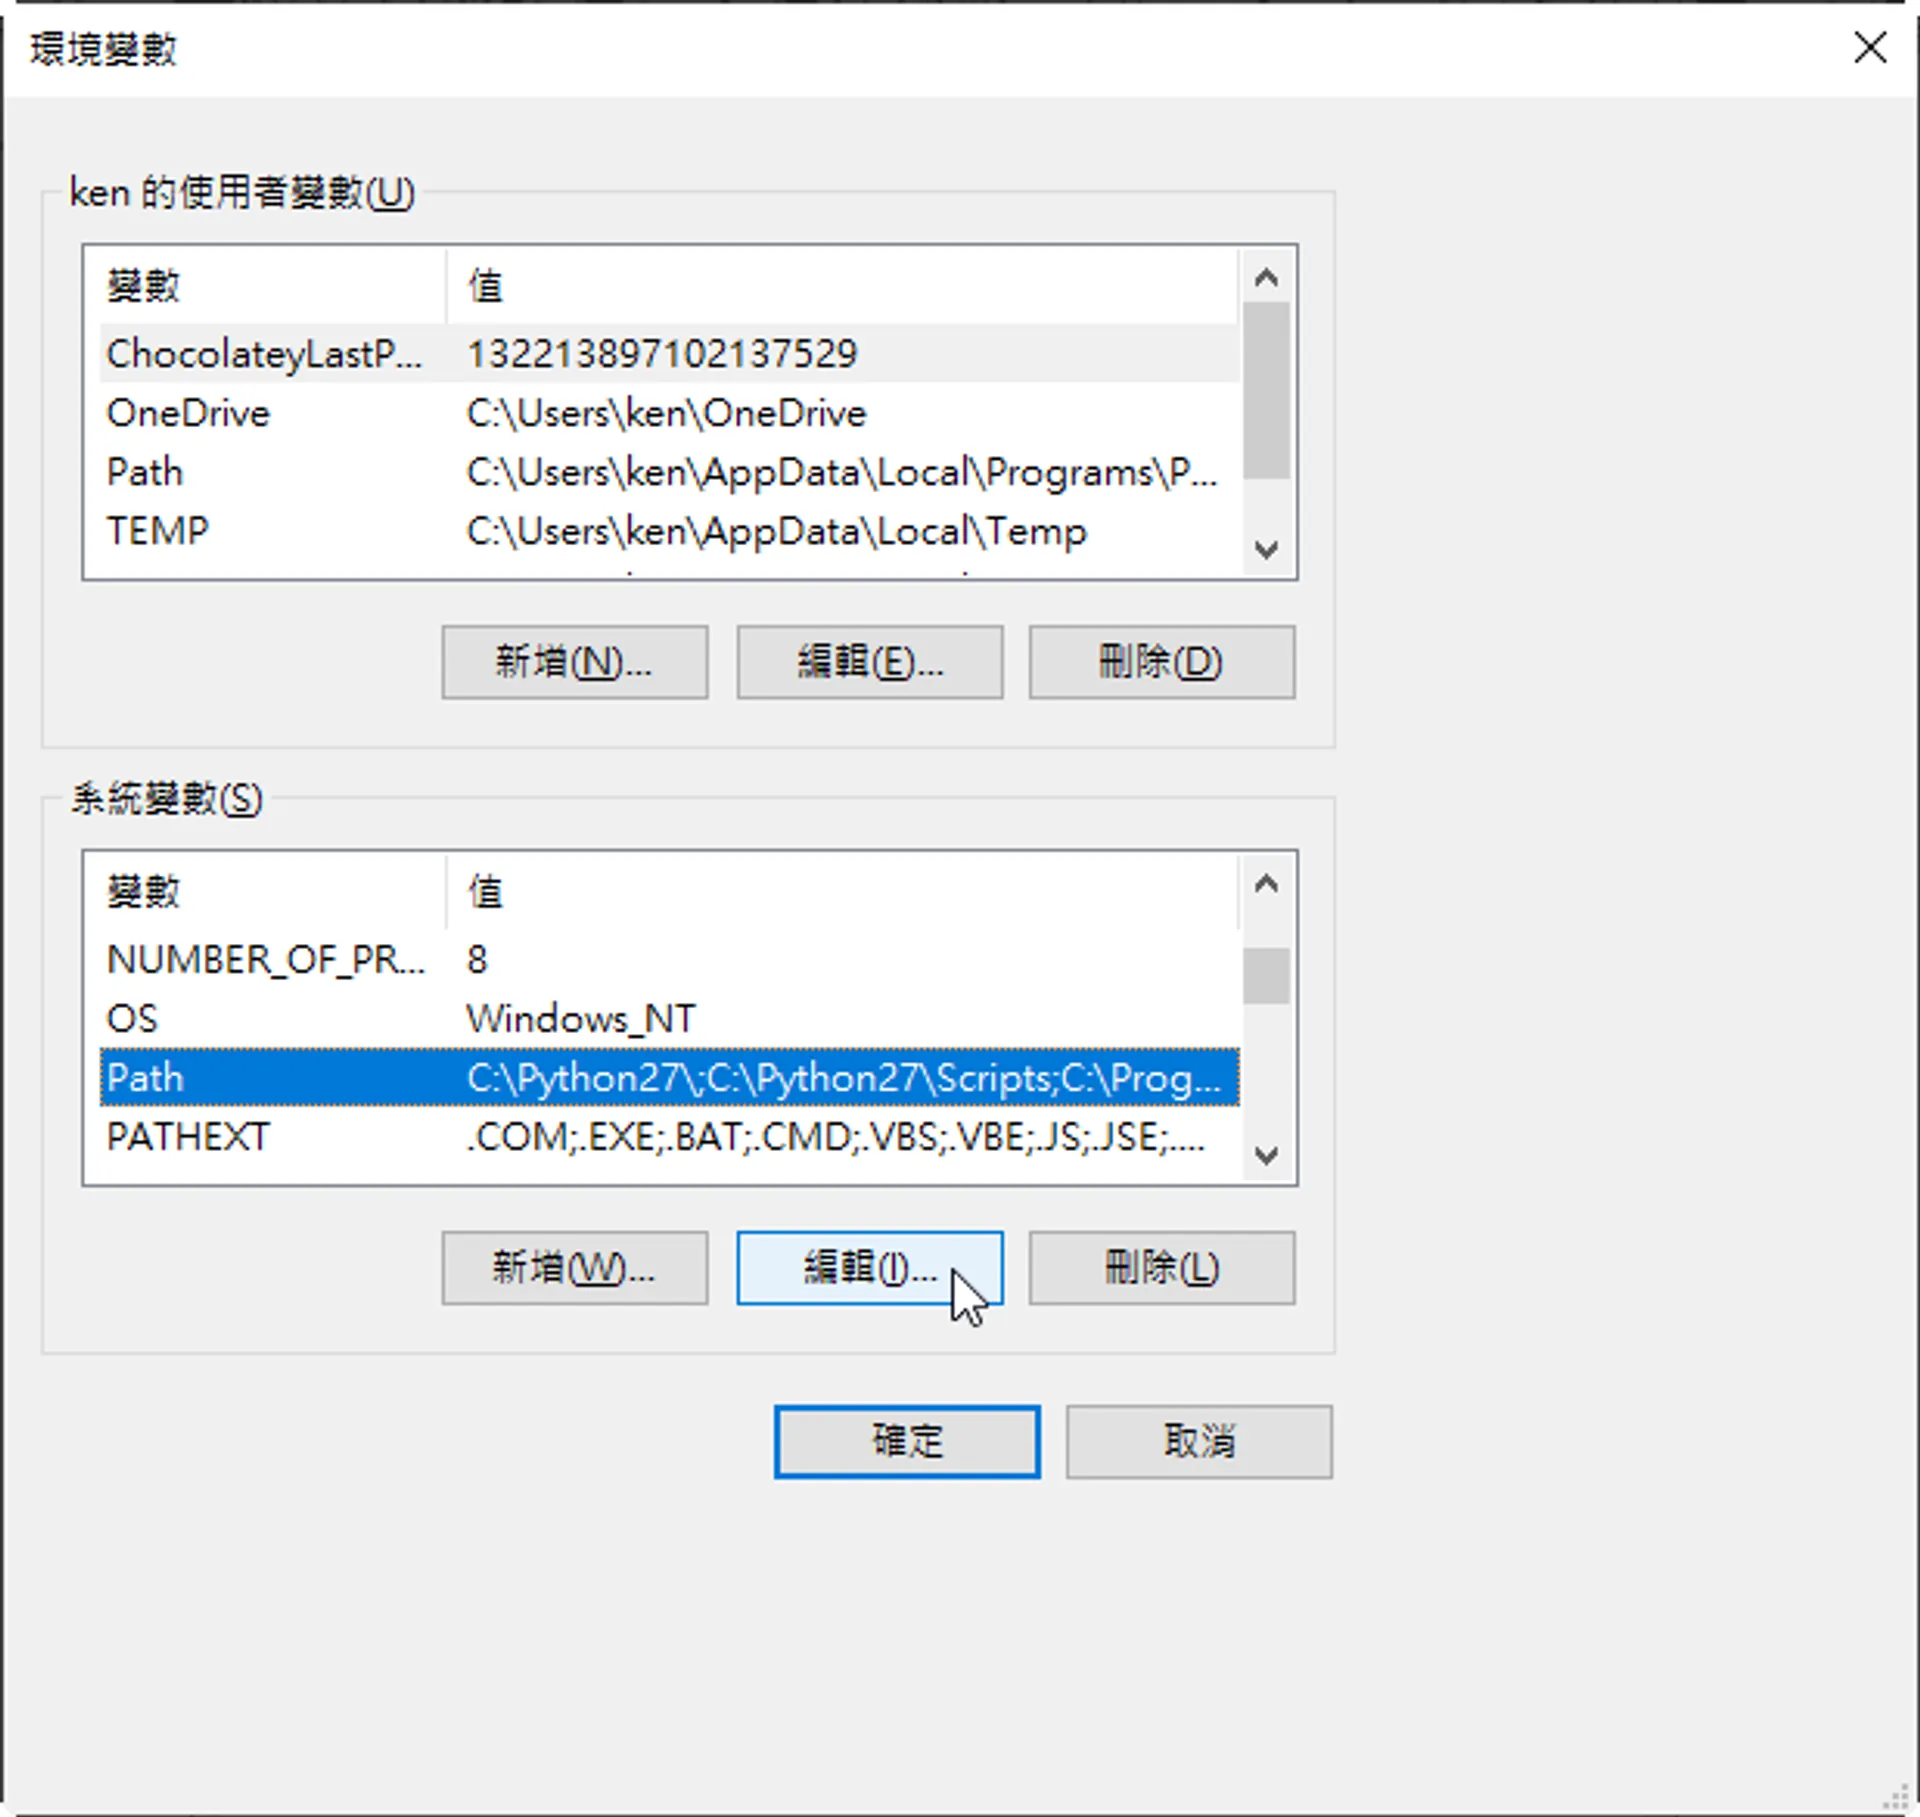 環境變數
ken 的使用者變數(U)
變數 值
ChocolateyLastP... 132213897102137529
OneDrive C:\Users\ken\OneDrive
Path C:\Users\ken\AppData\Local\Programs\P...
TEMP C:\Users\ken\AppData\Local\Temp
新增(N)... 編輯(E)... 刪除(D)
系統變數(S)
變數 值
NUMBER_OF_PR... 8
OS Windows_NT
Path C:\Python27\;C:\Python27\Scripts;C:\Prog...
PATHEXT .COM;.EXE;.BAT;.CMD;.VBS;.VBE;.JS;.JSE;....
新增(W)... 編輯(I)... 刪除(L)
確定 取消